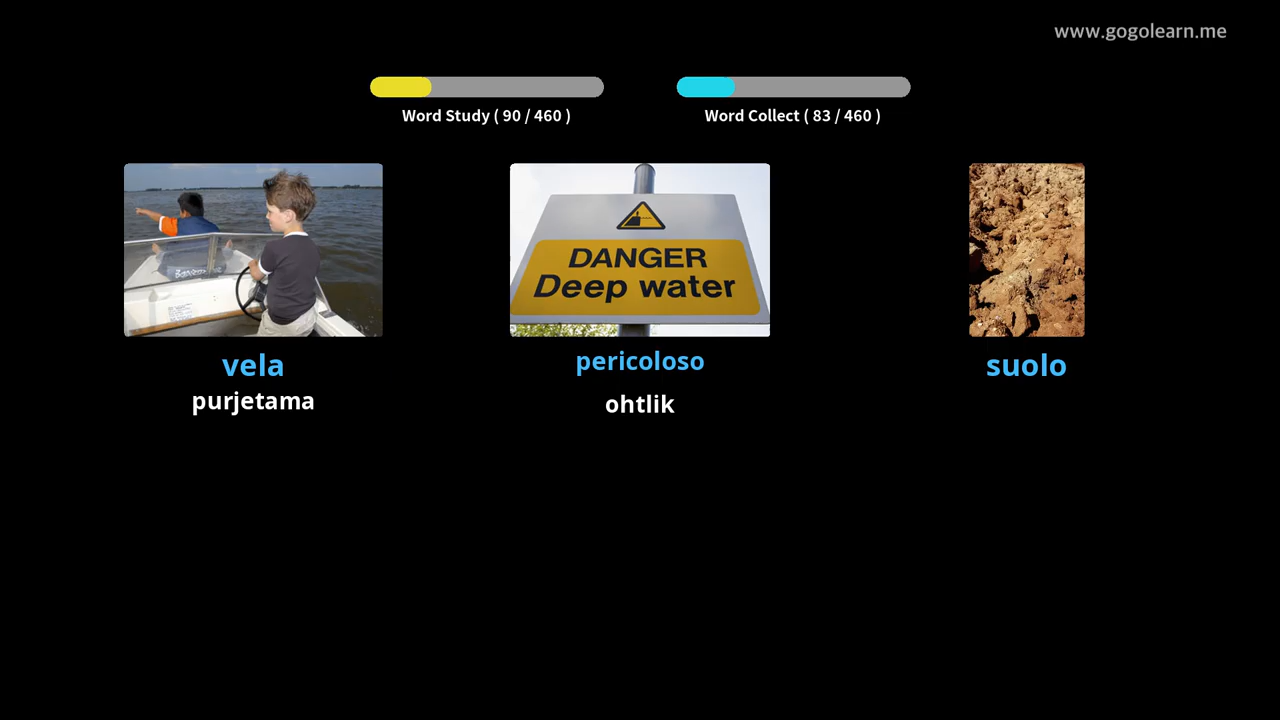 www.gogolearn.me
Word Study ( 90 / 460 )
Word Collect ( 83 / 460 )
DANGER
Deep water
vela
purjetama
pericoloso
ohtlik
suolo